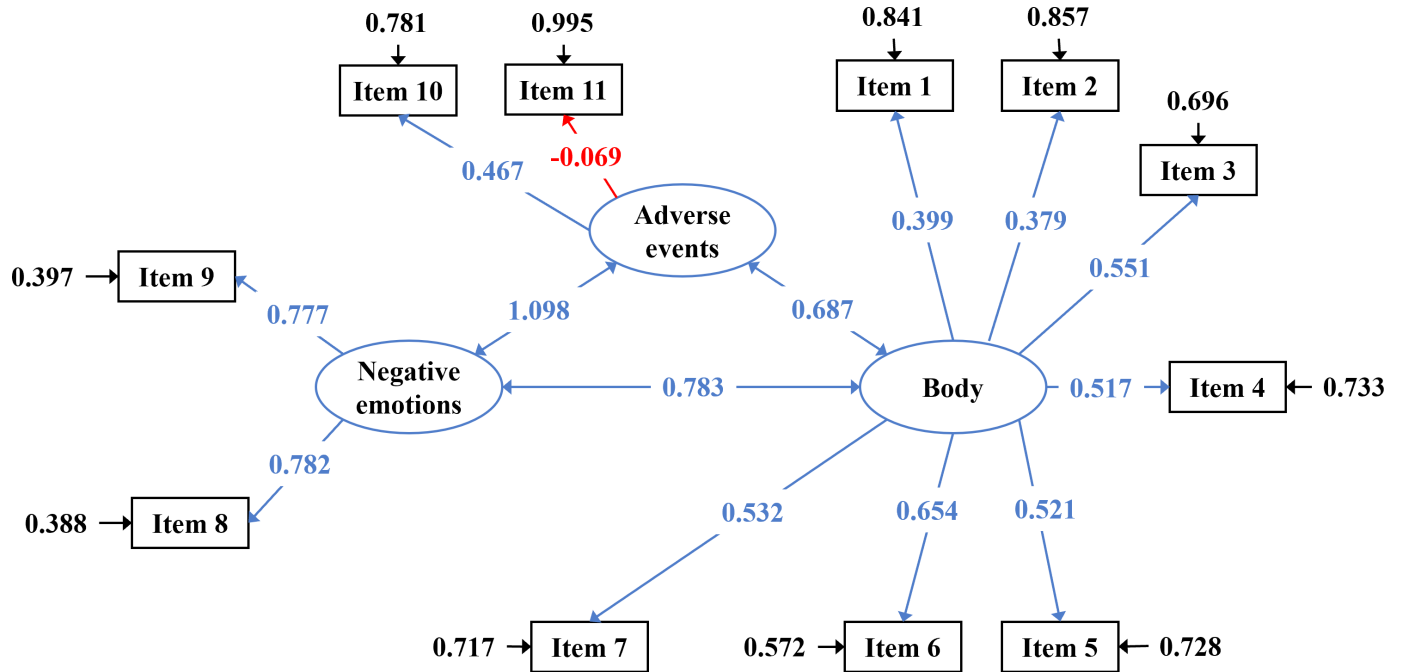 0.781
0.995
0.841
0.857
Item 10
Item 11
Item 1
Item 2
0.696
Item 3
0.467
-0.069
Adverse
events
0.399
0.379
0.551
0.397
Item 9
0.777
1.098
0.687
Negative
emotions
0.783
Body
0.517
Item 4
0.733
0.782
0.388
Item 8
0.532
0.654
0.521
0.717
Item 7
0.572
Item 6
Item 5
0.728